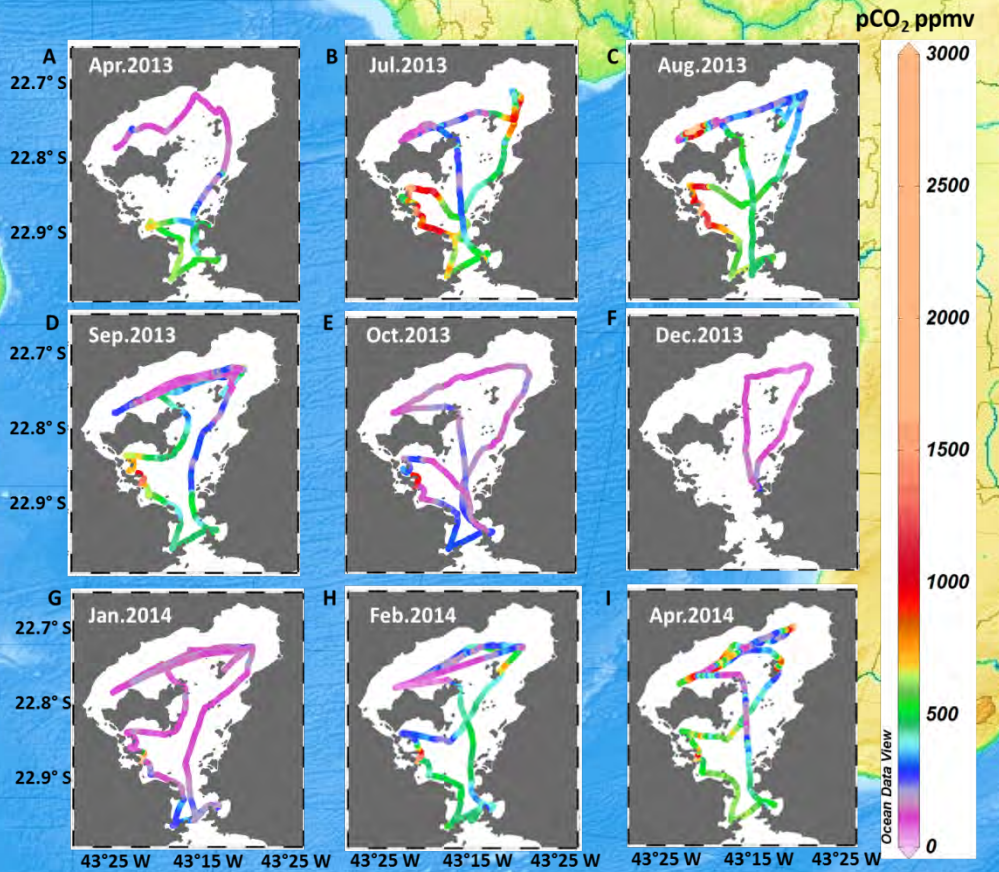 pCO₂ ppmv
A
Apr.2013
B
Jul.2013
C
Aug.2013
22.7° S
22.8° S
22.9° S
D
Sep.2013
E
Oct.2013
F
Dec.2013
22.7° S
22.8° S
22.9° S
G
Jan.2014
H
Feb.2014
I
Apr.2014
22.7° S
22.8° S
22.9° S
43°25 W 43°15 W 43°25 W
43°25 W 43°15 W 43°25 W
43°25 W 43°15 W 43°25 W
3000
2500
2000
1500
1000
500
0
Ocean Data View